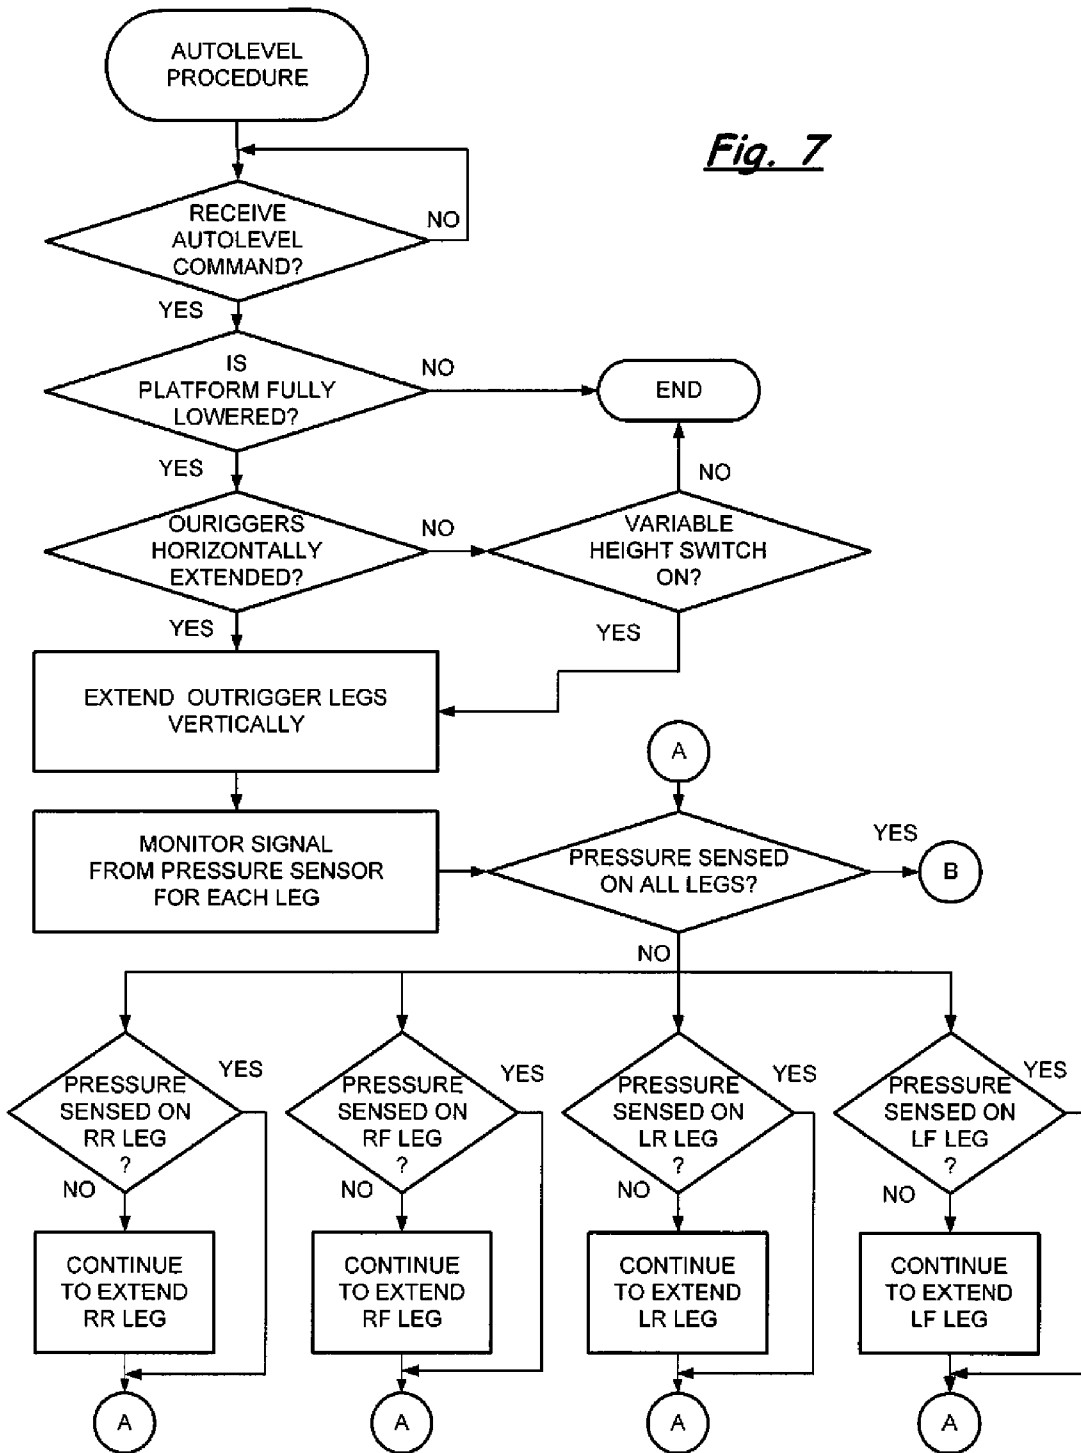 AUTOLEVEL
PROCEDURE
Fig. 7
RECEIVE
AUTOLEVEL
COMMAND?
NO
YES
IS
PLATFORM FULLY
LOWERED?
NO
END
YES
NO
OURIGGERS
HORIZONTALLY
EXTENDED?
NO
VARIABLE
HEIGHT SWITCH
ON?
YES
YES
EXTEND OUTRIGGER LEGS
VERTICALLY
A
MONITOR SIGNAL
FROM PRESSURE SENSOR
FOR EACH LEG
PRESSURE SENSED
ON ALL LEGS?
YES
B
NO
PRESSURE
SENSED ON
RR LEG
?
YES
NO
PRESSURE
SENSED ON
RF LEG
?
YES
NO
PRESSURE
SENSED ON
LR LEG
?
YES
NO
PRESSURE
SENSED ON
LF LEG
?
YES
NO
CONTINUE
TO EXTEND
RR LEG
CONTINUE
TO EXTEND
RF LEG
CONTINUE
TO EXTEND
LR LEG
CONTINUE
TO EXTEND
LF LEG
A
A
A
A